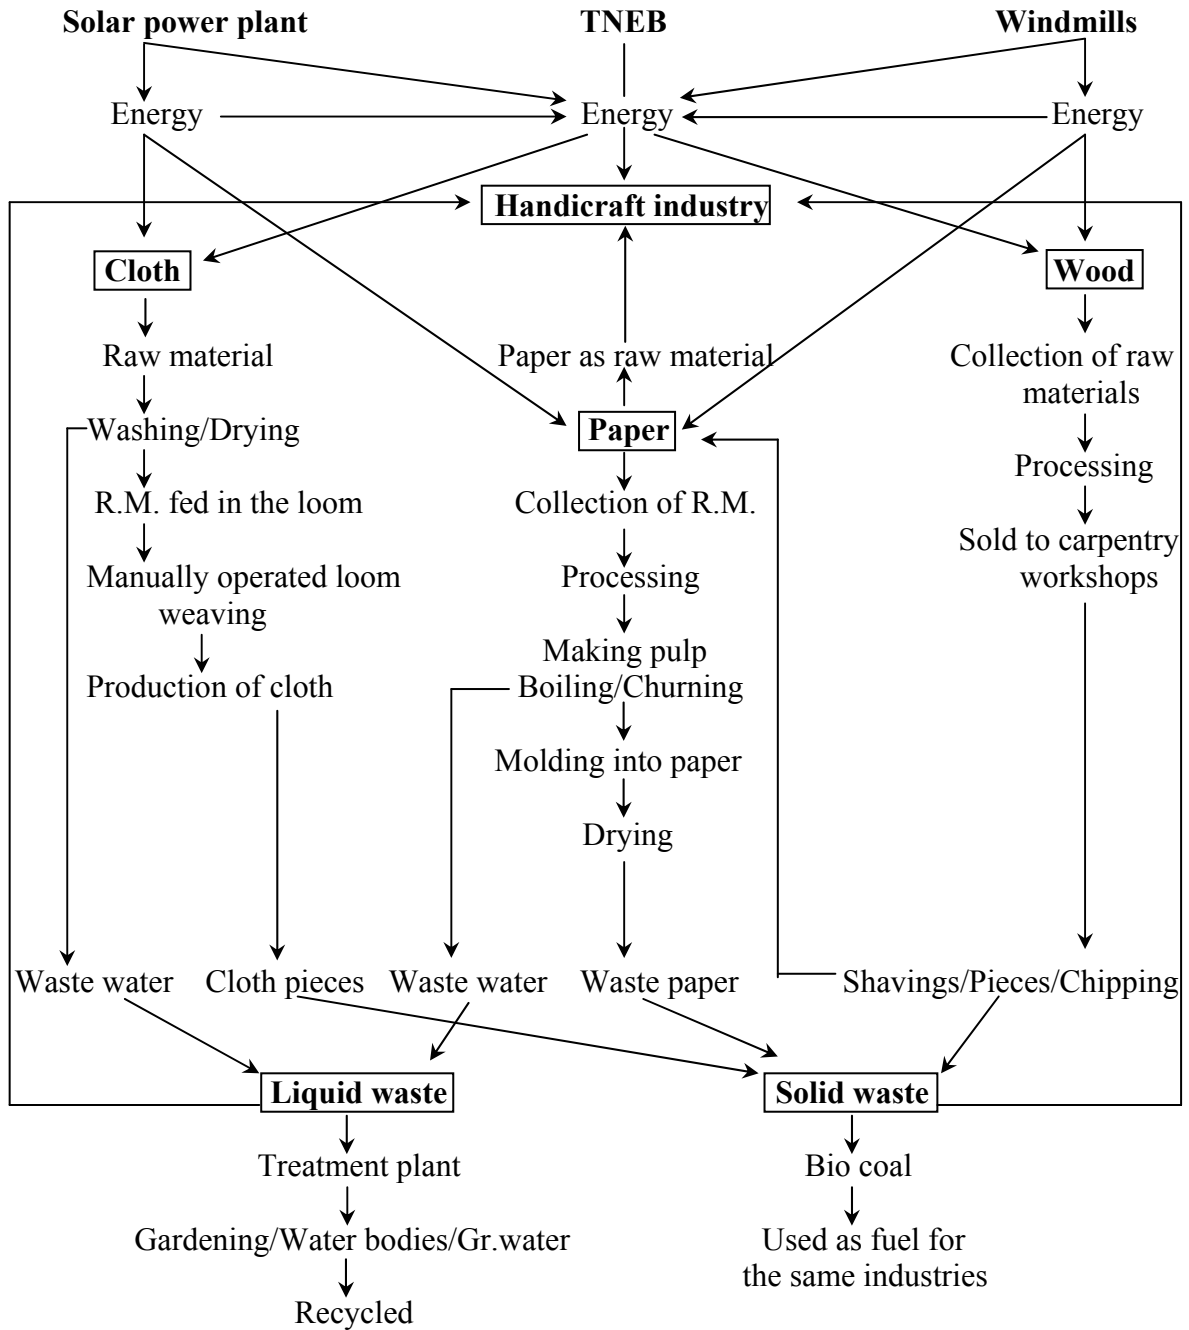 Solar power plant
TNEB
Windmills
Energy
Energy
Energy
Handicraft industry
Cloth
Wood
Raw material
Paper as raw material
Collection of raw
materials
Washing/Drying
Paper
Processing
R.M. fed in the loom
Collection of R.M.
Sold to carpentry
workshops
Manually operated loom
weaving
Processing
Making pulp
Production of cloth
Boiling/Churning
Molding into paper
Drying
Waste water
Cloth pieces
Waste water
Waste paper
Shavings/Pieces/Chipping
Liquid waste
Solid waste
Treatment plant
Bio coal
Gardening/Water bodies/Gr.water
Used as fuel for
the same industries
Recycled